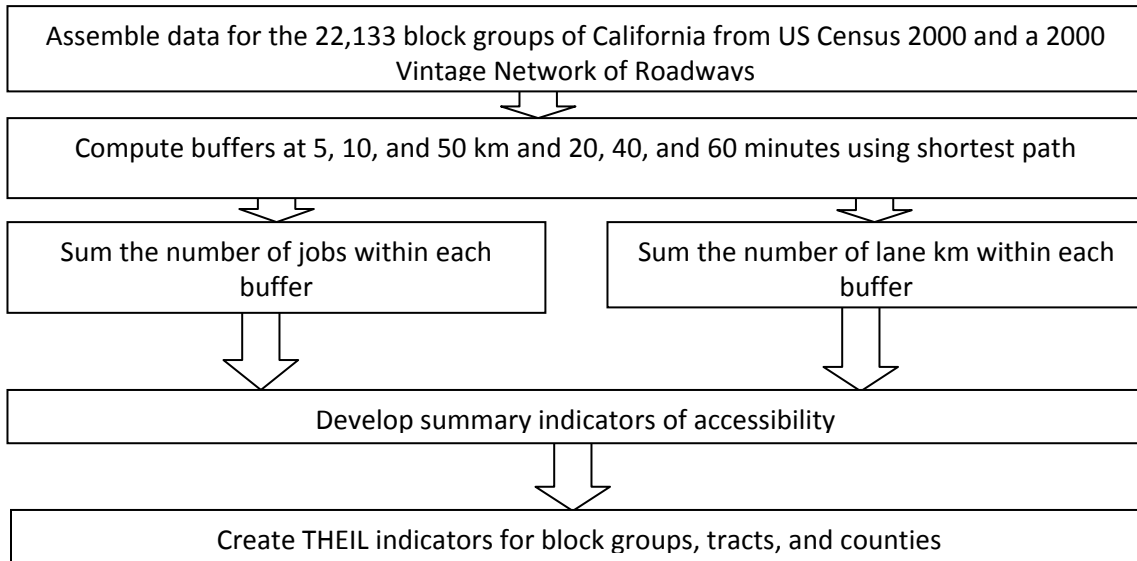 Assemble data for the 22,133 block groups of California from US Census 2000 and a 2000
Vintage Network of Roadways
Compute buffers at 5, 10, and 50 km and 20, 40, and 60 minutes using shortest path
Sum the number of jobs within each
buffer
Sum the number of lane km within each
buffer
Develop summary indicators of accessibility
Create THEIL indicators for block groups, tracts, and counties